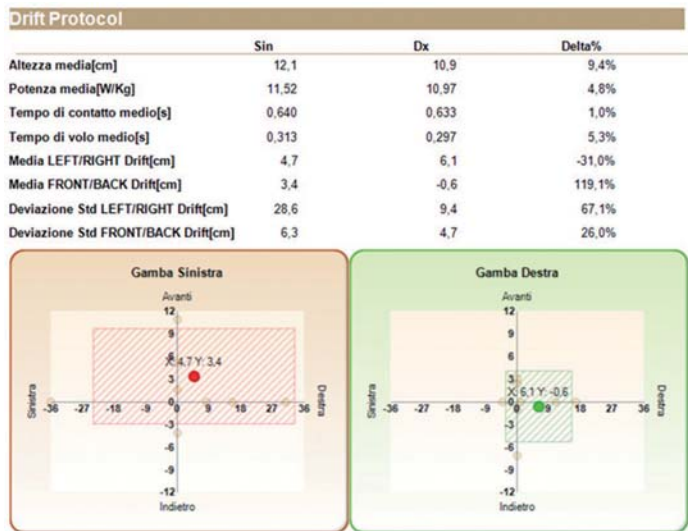 Drift Protocol
Sin Dx Delta%
Altezza media[cm] 12,1 10,9 9,4%
Potenza media[W/Kg] 11,52 10,97 4,8%
Tempo di contatto medio[s] 0,640 0,633 1,0%
Tempo di volo medio[s] 0,313 0,297 5,3%
Media LEFT/RIGHT Drift[cm] 4,7 6,1 -31,0%
Media FRONT/BACK Drift[cm] 3,4 -0,6 119,1%
Deviazione Std LEFT/RIGHT Drift[cm] 28,6 9,4 67,1%
Deviazione Std FRONT/BACK Drift[cm] 6,3 4,7 26,0%
Gamba Sinistra
Avanti
12
9
6
X: 4,7 Y: 3,4
3
Sinistra
-36 -27 -18 -9 0 9 18 27 36
Destra
-3
-6
-9
-12
Indietro
Gamba Destra
Avanti
12
9
6
3
X: 6,1 Y: -0,6
Sinistra
-36 -27 -18 -9 0 9 18 27 36
Destra
-3
-6
-9
-12
Indietro